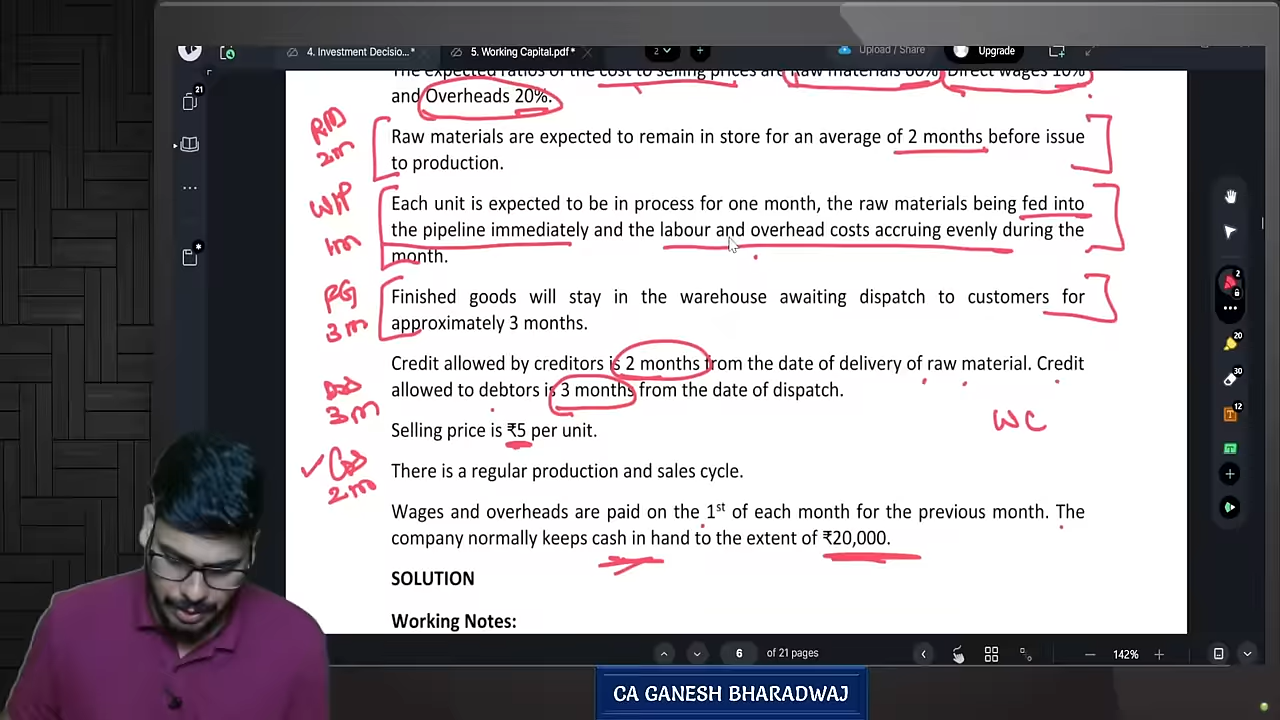 4. Investment Decisio...*
5. Working Capital.pdf*
2
Upload / Share
Upgrade
The expected ratios of the cost to selling prices are Raw materials 60% Direct wages 10%
and Overheads 20%.
RM
2m
Raw materials are expected to remain in store for an average of 2 months before issue
to production.
WIP
1m
Each unit is expected to be in process for one month, the raw materials being fed into
the pipeline immediately and the labour and overhead costs accruing evenly during the
month.
FG
3m
Finished goods will stay in the warehouse awaiting dispatch to customers for
approximately 3 months.
Credit allowed by creditors is 2 months from the date of delivery of raw material. Credit
allowed to debtors is 3 months from the date of dispatch.
3m
WC
Selling price is ₹5 per unit.
There is a regular production and sales cycle.
2m
Wages and overheads are paid on the 1st of each month for the previous month. The
company normally keeps cash in hand to the extent of ₹20,000.
SOLUTION
Working Notes:
21
2
20
30
12
6 of 21 pages
142%
CA GANESH BHARADWAJ